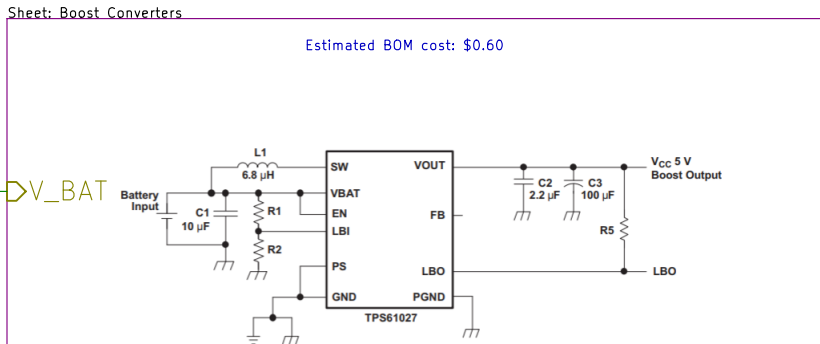 Sheet: Boost Converters
Estimated BOM cost: $0.60
V_BAT
L1
6.8 µH
SW
VOUT
VCC 5 V
Boost Output
Battery
Input
C1
10 µF
R1
R2
VBAT
EN
LBI
FB
C2
2.2 µF
C3
100 µF
R5
PS
LBO
LBO
GND
PGND
TPS61027